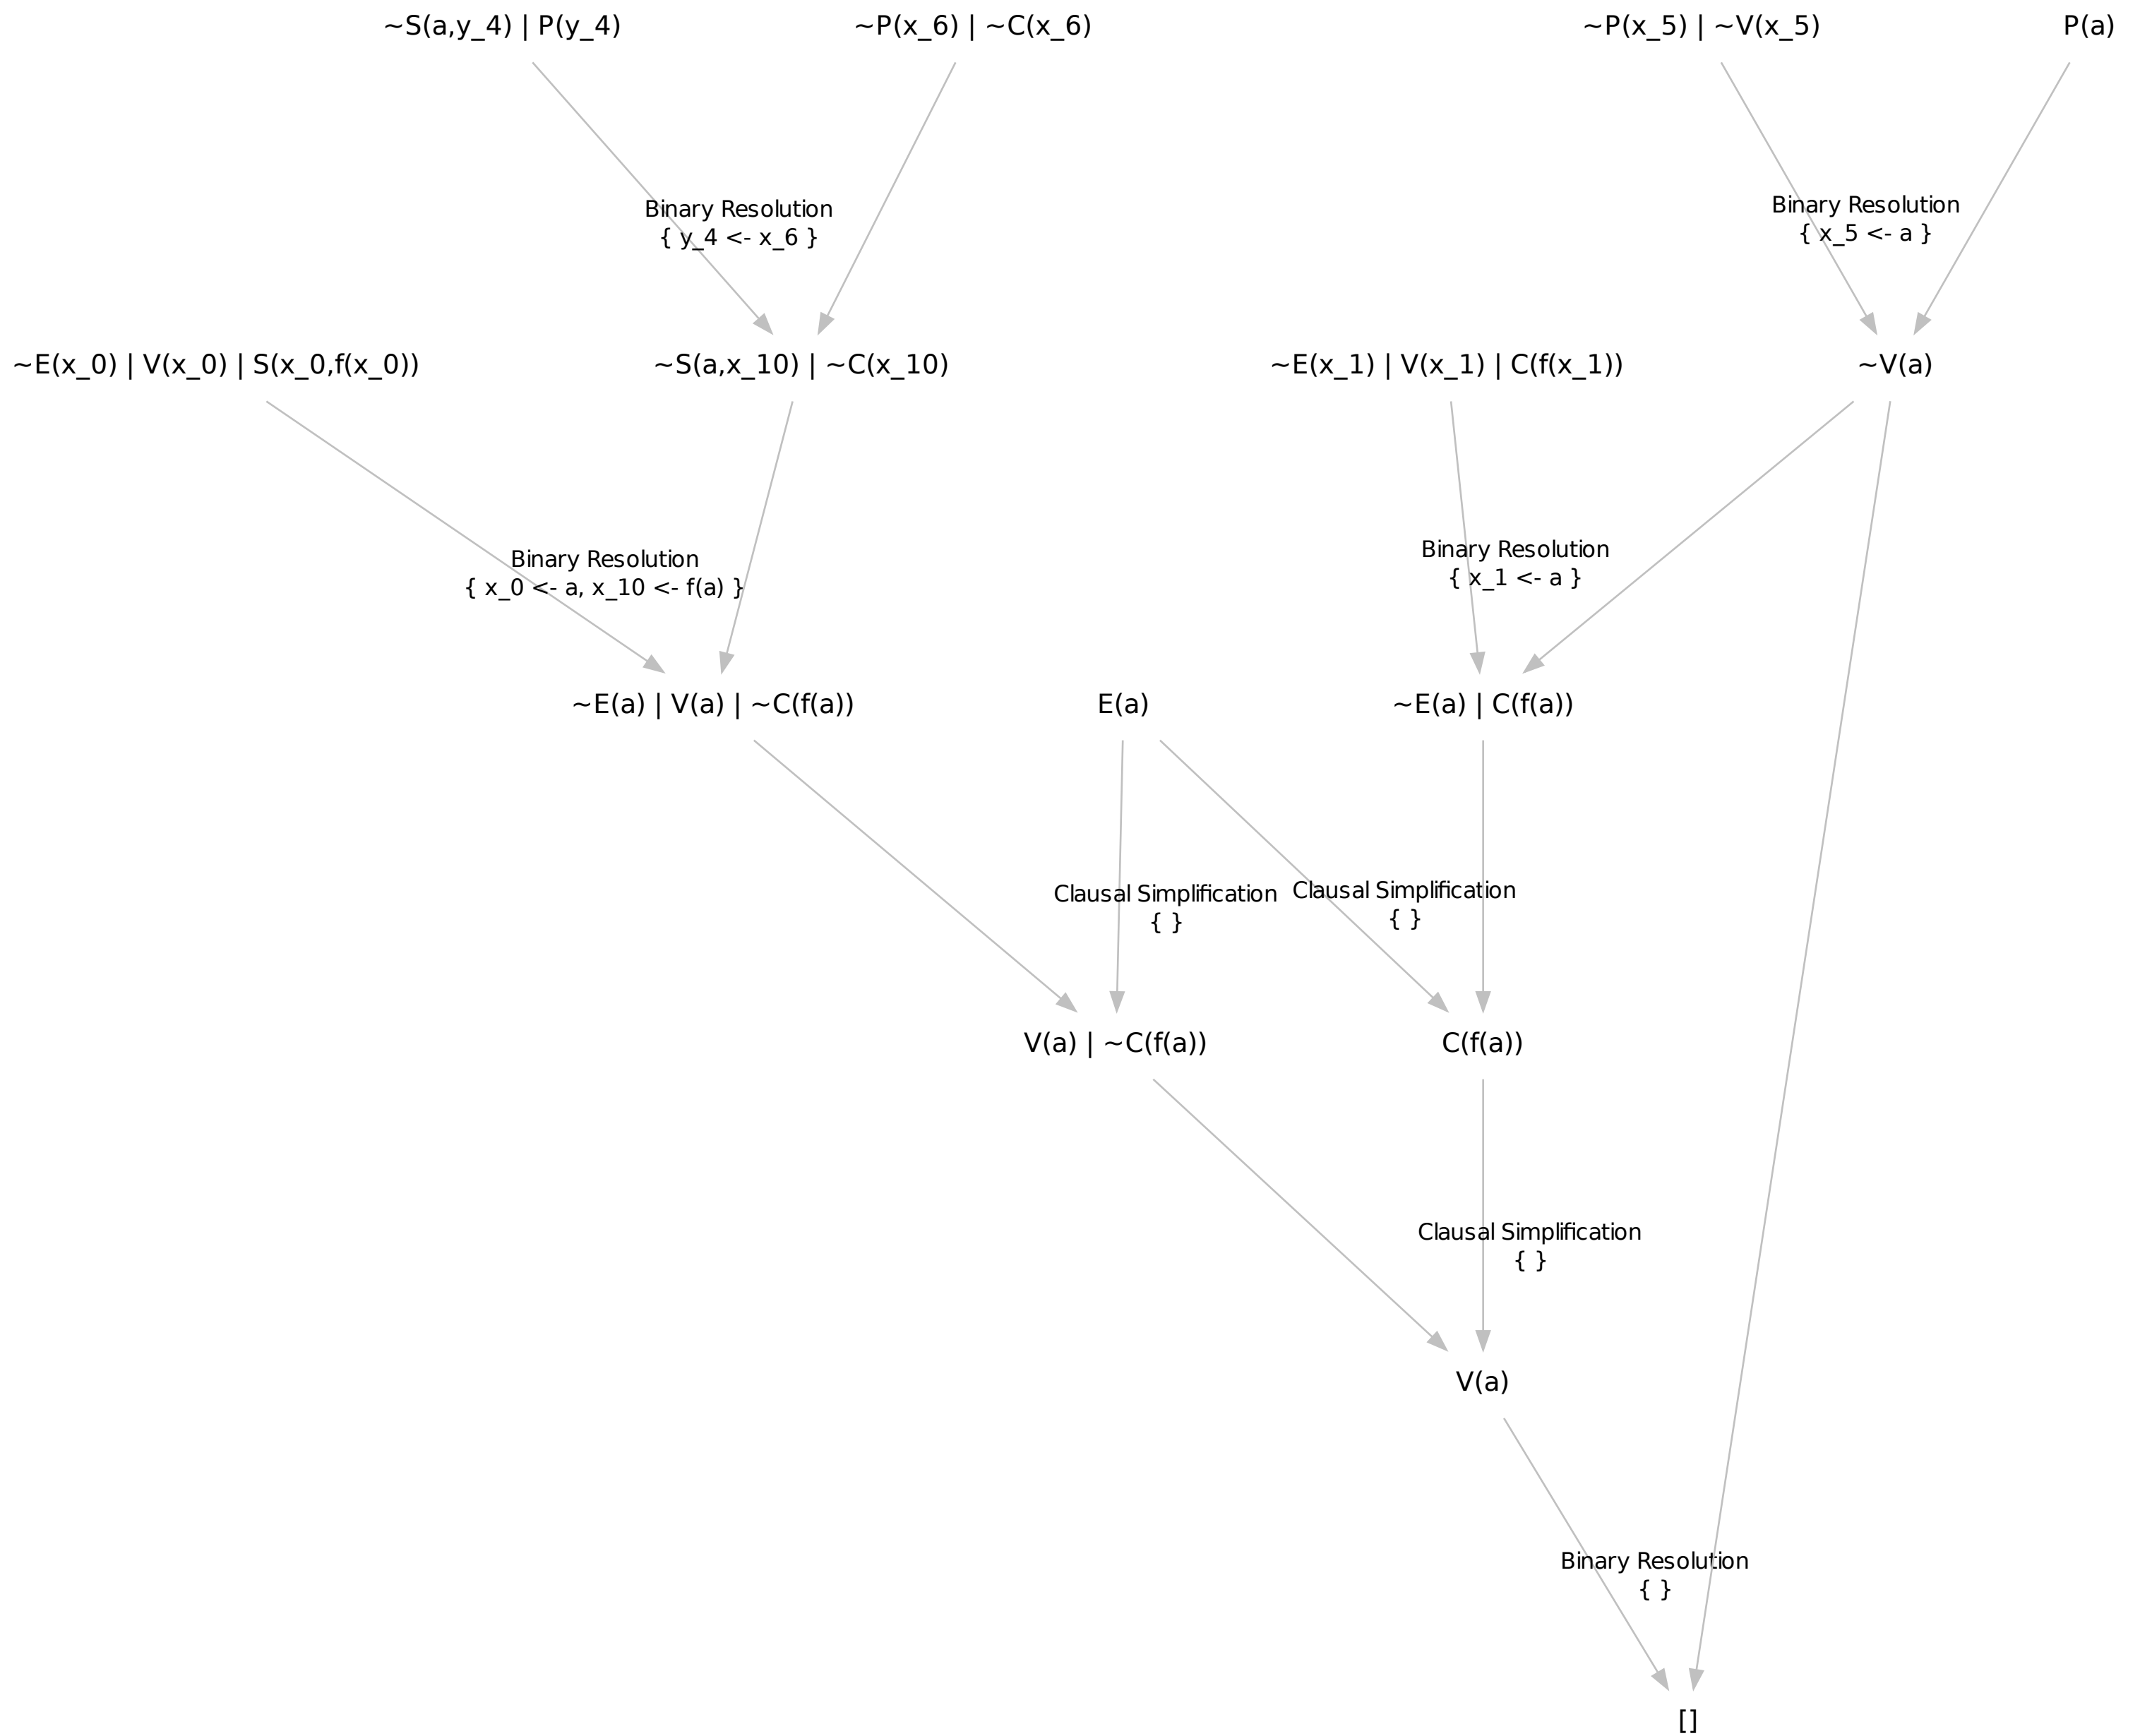 ~S(a,y_4) | P(y_4)
~P(x_6) | ~C(x_6)
~P(x_5) | ~V(x_5)
P(a)
Binary Resolution
{ y_4 <- x_6 }
Binary Resolution
{ x_5 <- a }
~E(x_0) | V(x_0) | S(x_0,f(x_0))
~S(a,x_10) | ~C(x_10)
~E(x_1) | V(x_1) | C(f(x_1))
~V(a)
Binary Resolution
{ x_0 <- a, x_10 <- f(a) }
Binary Resolution
{ x_1 <- a }
~E(a) | V(a) | ~C(f(a))
E(a)
~E(a) | C(f(a))
Clausal Simplification
{ }
Clausal Simplification
{ }
V(a) | ~C(f(a))
C(f(a))
Clausal Simplification
{ }
V(a)
Binary Resolution
{ }
[]